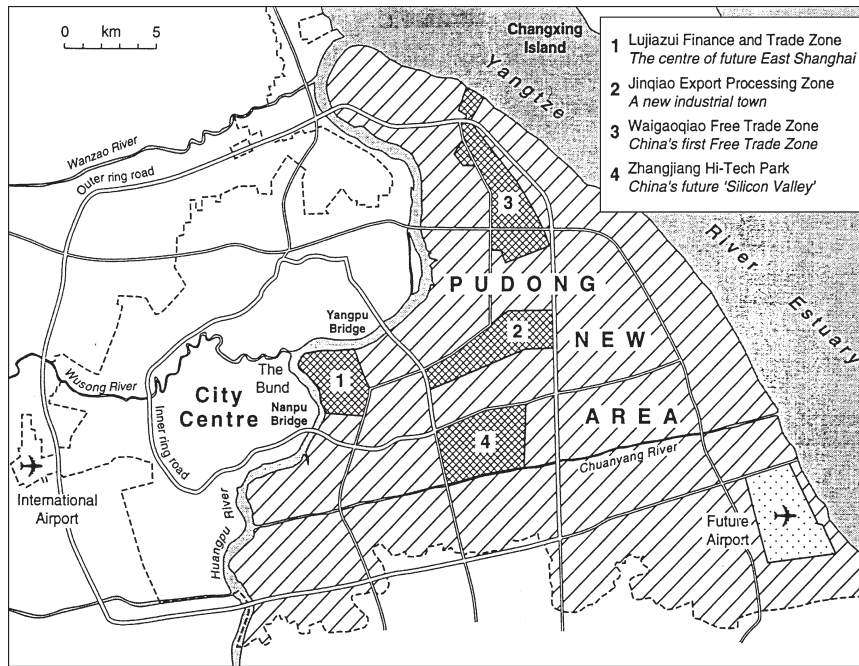 0 km 5
Changxing
Island
Yangtze
River
Estuary
1 Lujiazui Finance and Trade Zone
The centre of future East Shanghai
2 Jinqiao Export Processing Zone
A new industrial town
3 Waigaoqiao Free Trade Zone
China's first Free Trade Zone
4 Zhangjiang Hi-Tech Park
China's future 'Silicon Valley'
Wanzao River
Outer ring road
3
PUDONG
NEW
AREA
Yangpu
Bridge
2
Wusong River
The
Bund
1
City
Centre
Nanpu
Bridge
Inner ring road
4
Chuanyang River
International
Airport
Huangpu River
Future
Airport